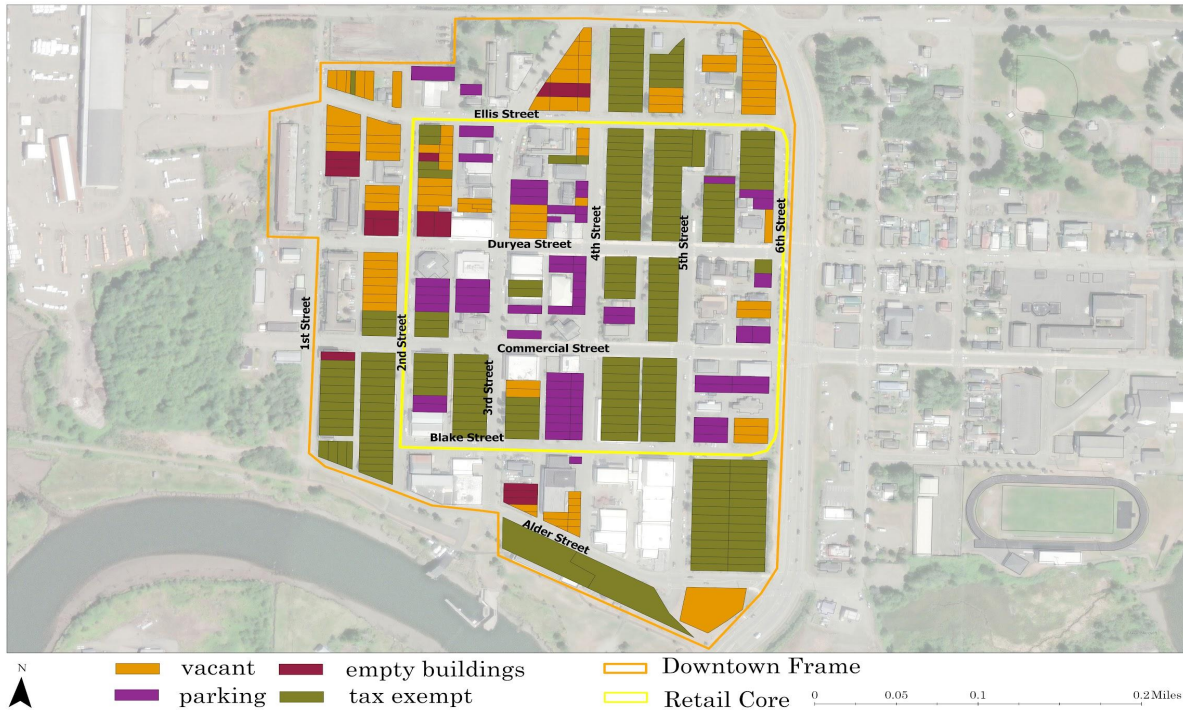 Ellis Street
Duryea Street
4th Street
5th Street
6th Street
1st Street
2nd Street
Commercial Street
3rd Street
Blake Street
Alder Street
N
vacant
empty buildings
Downtown Frame
parking
tax exempt
Retail Core
0 0.05 0.1 0.2 Miles